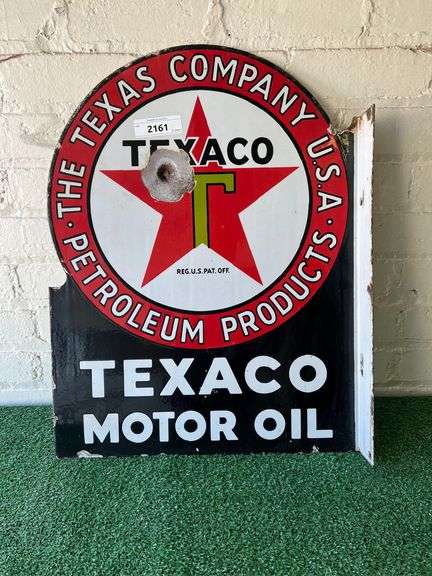 THE TEXAS COMPANY U.S.A.
PETROLEUM PRODUCTS
2161
TEXACO
T
REG. U.S. PAT. OFF.
TEXACO
MOTOR OIL